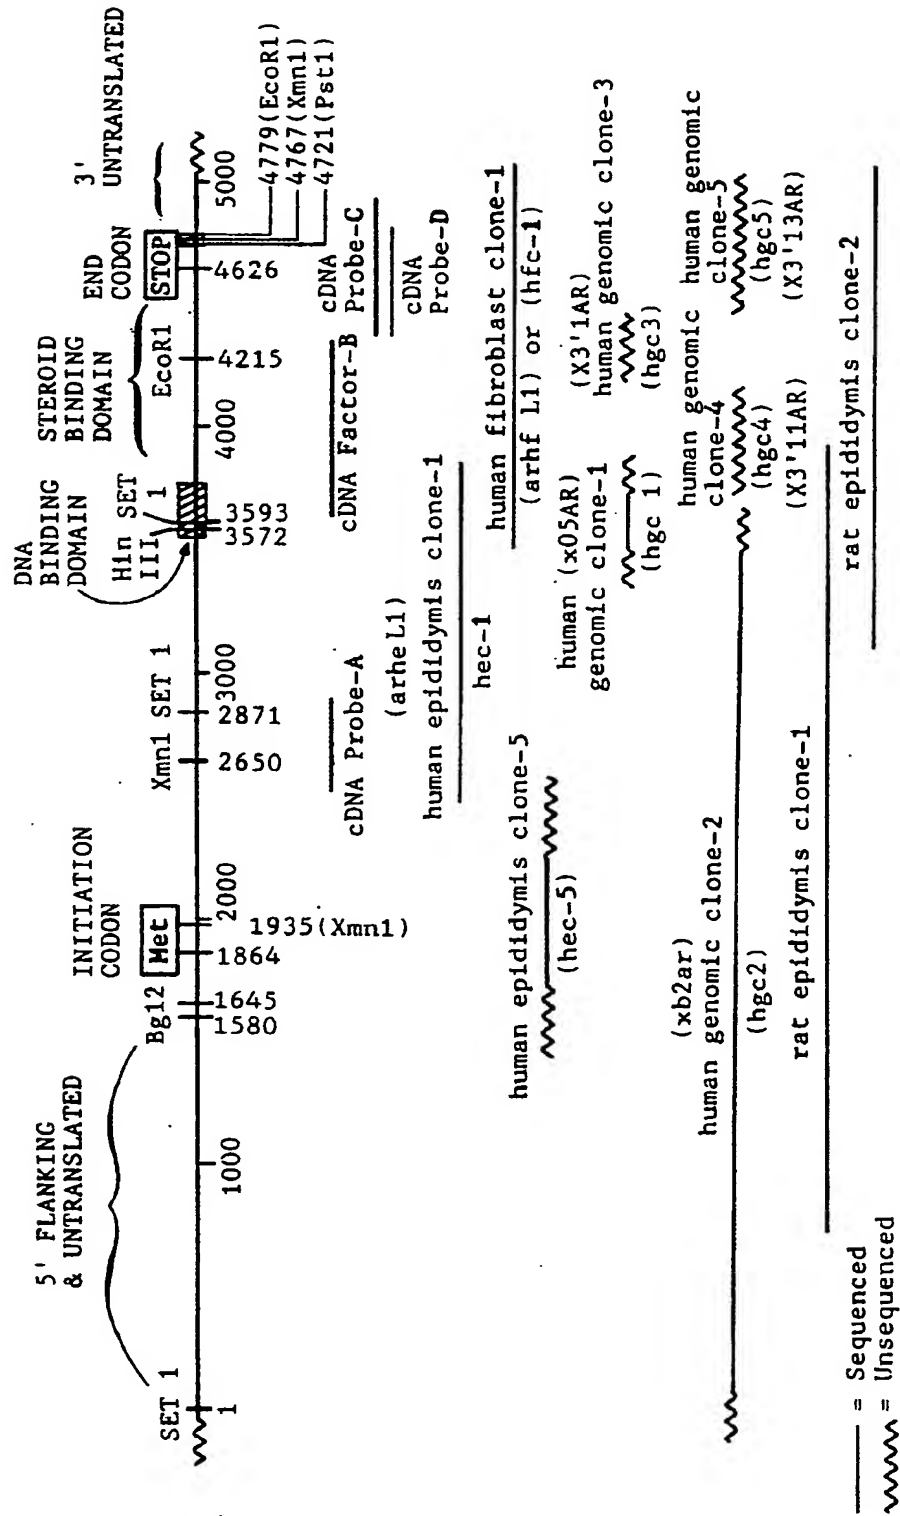 5' FLANKING
& UNTRANSLATED
INITIATION
CODON
DNA
BINDING
DOMAIN
STEROID
BINDING
DOMAIN
END
CODON
3'
UNTRANSLATED
SET 1
Bgl2
Met
Xmn1
SET 1
Hin
III
SET
1
EcoR1
STOP
1
1000
1580
1645
1864
1935(Xmn1)
2000
2650
2871
3000
3572
3593
4000
4215
4626
5000
4779(EcoR1)
4767(Xmn1)
4721(Pst1)
cDNA Probe-A
cDNA Factor-B
cDNA
Probe-C
cDNA
Probe-D
(arheL1)
human epididymis clone-1
hec-1
human fibroblast clone-1
(arhf L1) or (hfc-1)
human epididymis clone-5
(hec-5)
human (x05AR)
genomic clone-1
(hgc 1)
(X3'1AR)
human genomic clone-3
(hgc3)
(xb2ar)
human genomic clone-2
(hgc2)
human genomic
clone-4
(hgc4)
(X3'11AR)
human genomic
clone-5
(hgc5)
(X3'13AR)
rat epididymis clone-1
rat epididymis clone-2
= Sequenced
= Unsequenced